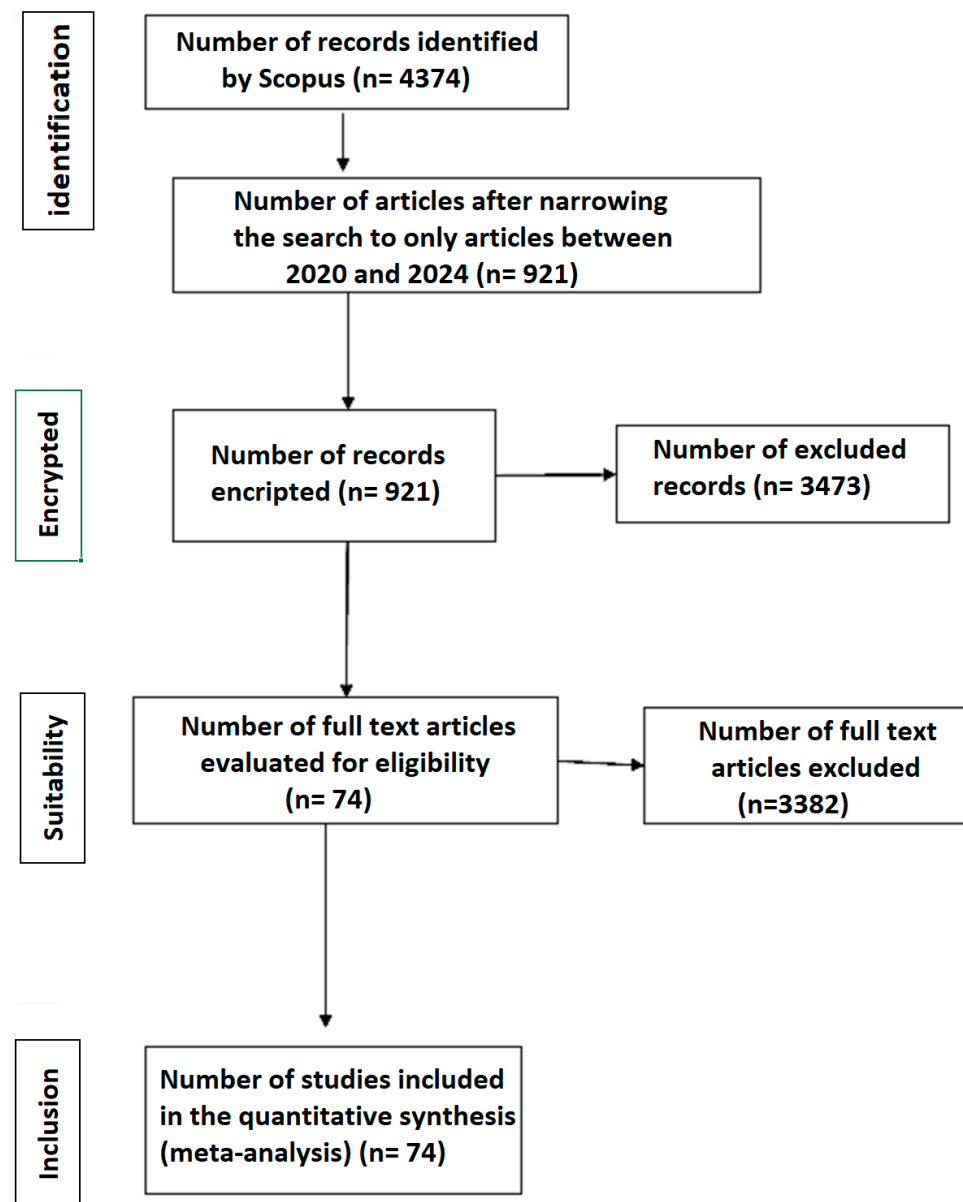 identification
Number of records identified
by Scopus (n= 4374)
Number of articles after narrowing
the search to only articles between
2020 and 2024 (n= 921)
Encrypted
Number of records
encripted (n= 921)
Number of excluded
records (n= 3473)
Suitability
Number of full text articles
evaluated for eligibility
(n= 74)
Number of full text
articles excluded
(n=3382)
Inclusion
Number of studies included
in the quantitative synthesis
(meta-analysis) (n= 74)